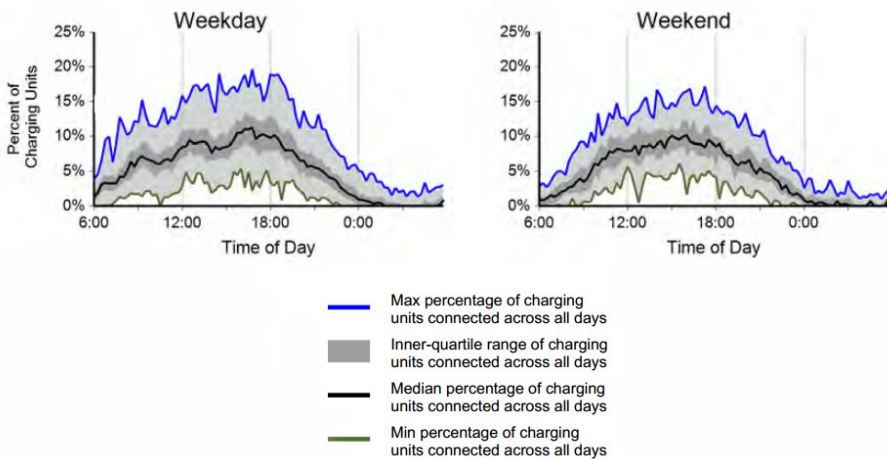 Weekday
25%
20%
15%
10%
5%
0%
Percent of
Charging Units
6:00 12:00 18:00 0:00
Time of Day
Weekend
25%
20%
15%
10%
5%
0%
6:00 12:00 18:00 0:00
Time of Day
Max percentage of charging
units connected across all days
Inner-quartile range of charging
units connected across all days
Median percentage of charging
units connected across all days
Min percentage of charging
units connected across all days